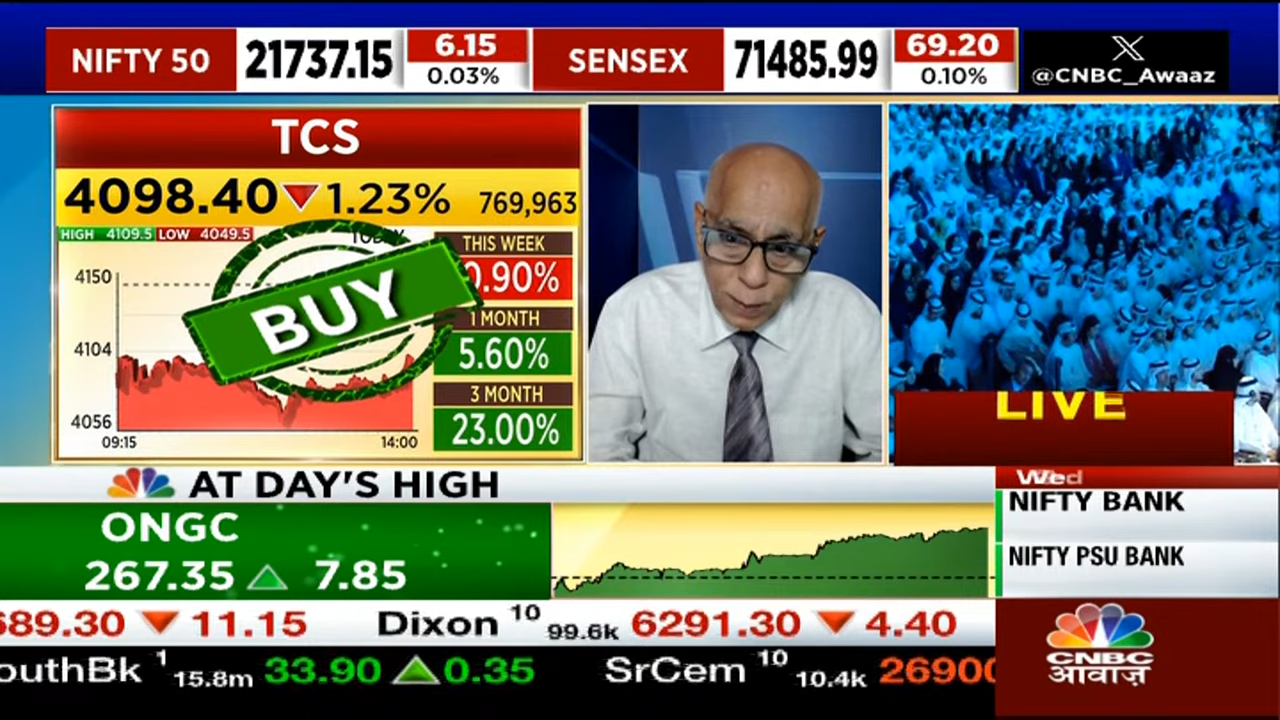 NIFTY 50 21737.15 6.15 0.03% SENSEX 71485.99 69.20 0.10%
@CNBC_Awaaz
TCS
4098.40 1.23% 769,963
HIGH 4109.5 LOW 4049.5
TODAY
4150
4104
4056
09:15 14:00
BUY
THIS WEEK
0.90%
1 MONTH
5.60%
3 MONTH
23.00%
LIVE
AT DAY'S HIGH
ONGC
267.35 7.85
NIFTY BANK
NIFTY PSU BANK
689.30 11.15 Dixon 10 99.6k 6291.30 4.40
outhBk 1 15.8m 33.90 0.35 SrCem 10 10.4k 26900
CNBC
आवाज़